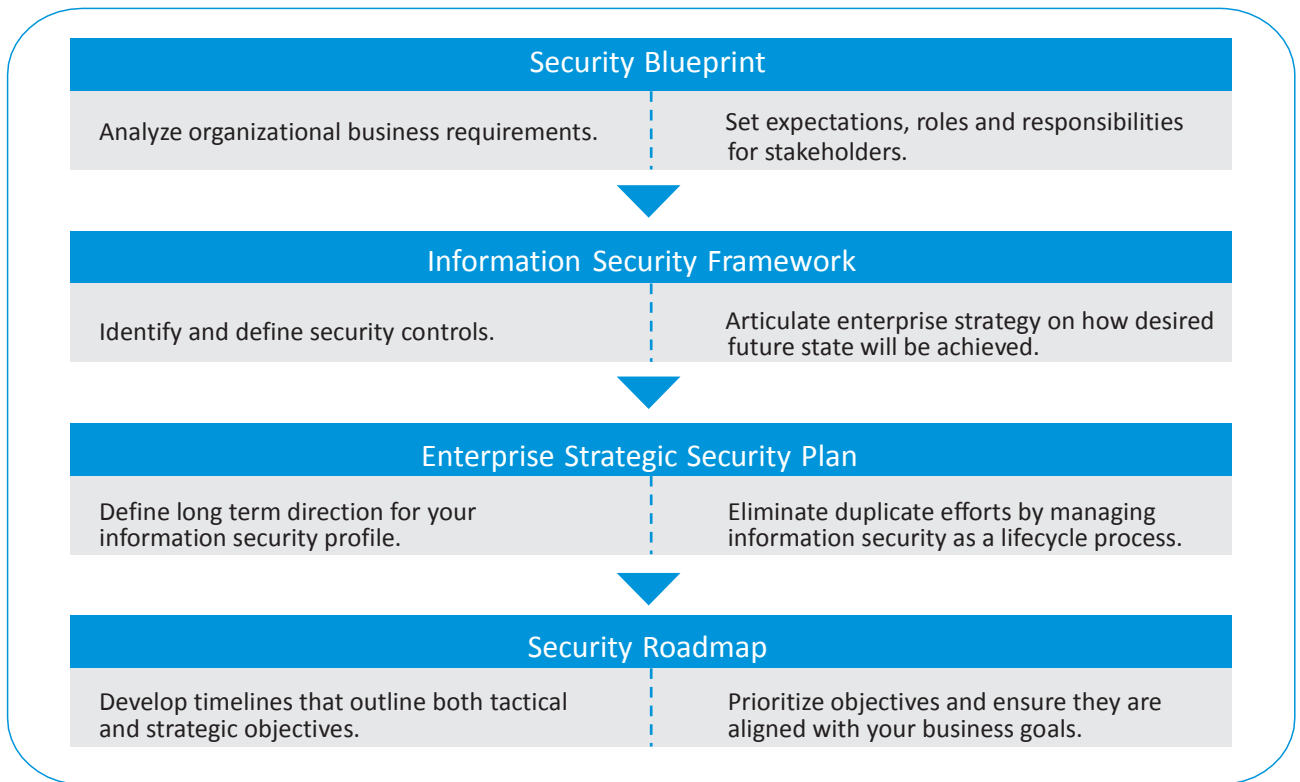 Security Blueprint
Analyze organizational business requirements.
Set expectations, roles and responsibilities
for stakeholders.
Information Security Framework
Identify and define security controls.
Articulate enterprise strategy on how desired
future state will be achieved.
Enterprise Strategic Security Plan
Define long term direction for your
information security profile.
Eliminate duplicate efforts by managing
information security as a lifecycle process.
Security Roadmap
Develop timelines that outline both tactical
and strategic objectives.
Prioritize objectives and ensure they are
aligned with your business goals.